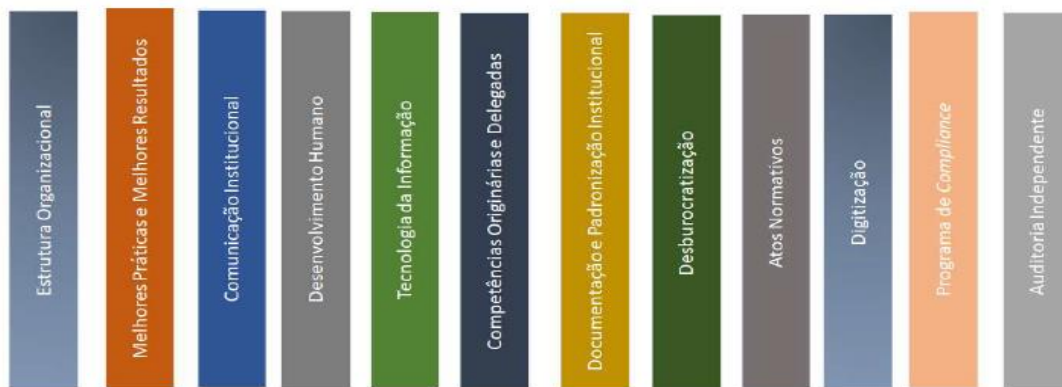 Estrutura Organizacional
Melhores Práticas e Melhores Resultados
Comunicação Institucional
Desenvolvimento Humano
Tecnologia da Informação
Competências Originárias e Delegadas
Documentação e Padronização Institucional
Desburocratização
Atos Normativos
Digitização
Programa de Compliance
Auditoria Independente